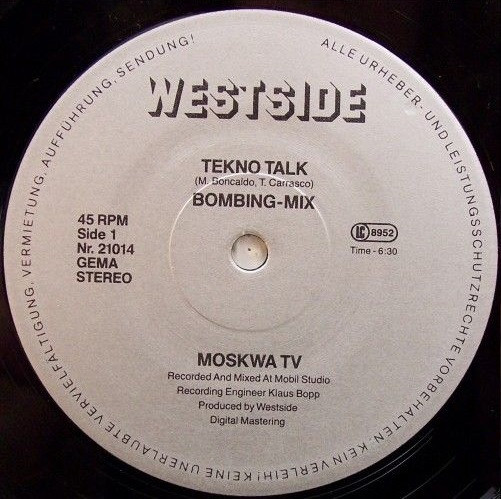 ALLE URHEBER- UND LEISTUNGSSCHUTZRECHTE VORBEHALTEN· KEIN VERLEIH! KEINE UNERLAUBTE VERVIELFÄLTIGUNG, VERMIETUNG, AUFFÜHRUNG, SENDUNG!
WESTSIDE
TEKNO TALK
(M. Boncaldo, T. Carrasco)
BOMBING-MIX
45 RPM
Side 1
Nr. 21014
GEMA
STEREO
LC 8952
Time - 6:30
MOSKWA TV
Recorded And Mixed At Mobil Studio
Recording Engineer Klaus Bopp
Produced by Westside
Digital Mastering